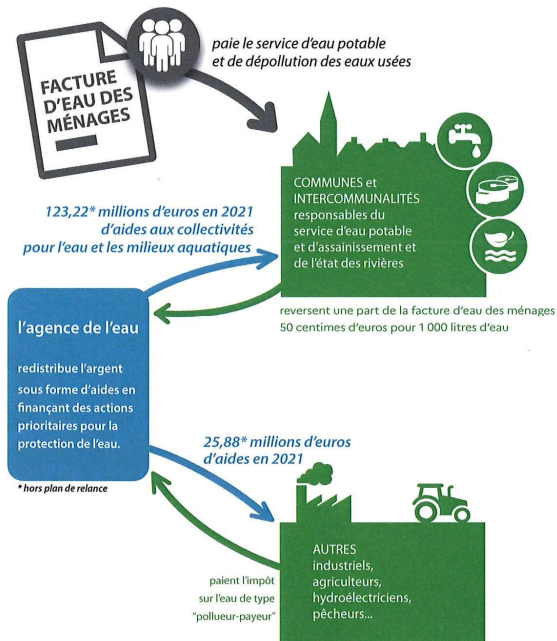 FACTURE
D'EAU DES
MÉNAGES
paie le service d'eau potable
et de dépollution des eaux usées
COMMUNES et
INTERCOMMUNALITÉS
responsables du
service d'eau potable
et d'assainissement et
de l'état des rivières
123,22* millions d'euros en 2021
d'aides aux collectivités
pour l'eau et les milieux aquatiques
reversent une part de la facture d'eau des ménages
50 centimes d'euros pour 1 000 litres d'eau
l'agence de l'eau
redistribue l'argent
sous forme d'aides en
finançant des actions
prioritaires pour la
protection de l'eau.
* hors plan de relance
25,88* millions d'euros
d'aides en 2021
paient l'impôt
sur l'eau de type
"pollueur-payeur"
AUTRES
industriels,
agriculteurs,
hydroélectriciens,
pêcheurs...